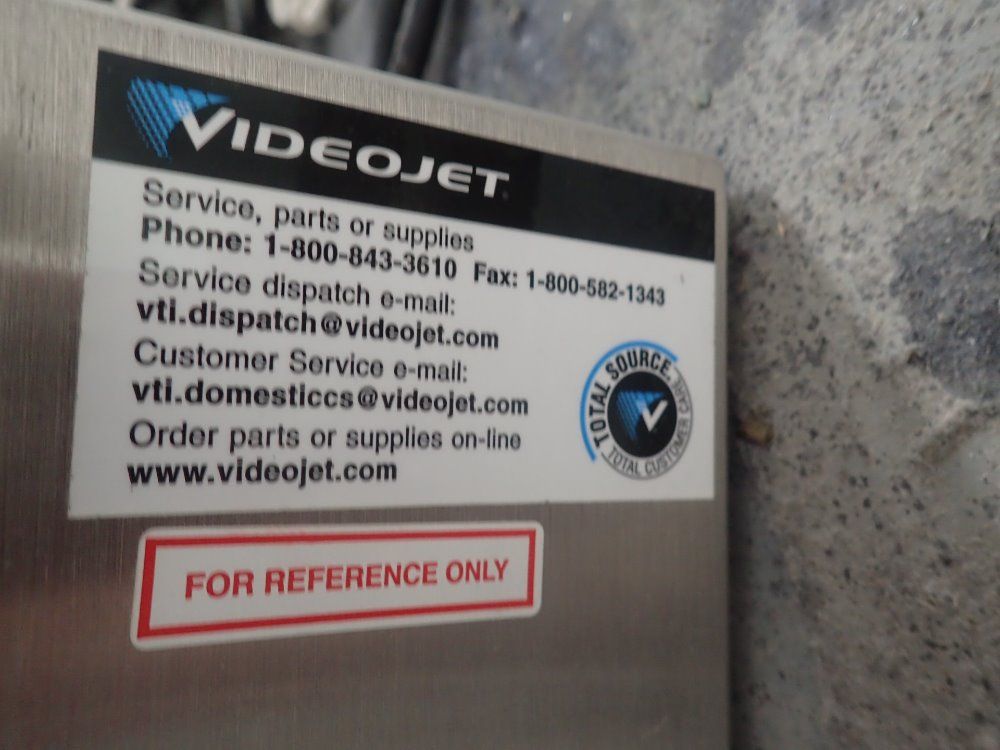 VIDEOJET
Service, parts or supplies
Phone: 1-800-843-3610 Fax: 1-800-582-1343
Service dispatch e-mail:
vti.dispatch@videojet.com
Customer Service e-mail:
vti.domesticcs@videojet.com
Order parts or supplies on-line
www.videojet.com
TOTAL SOURCE
TOTAL CUSTOMER CARE
FOR REFERENCE ONLY